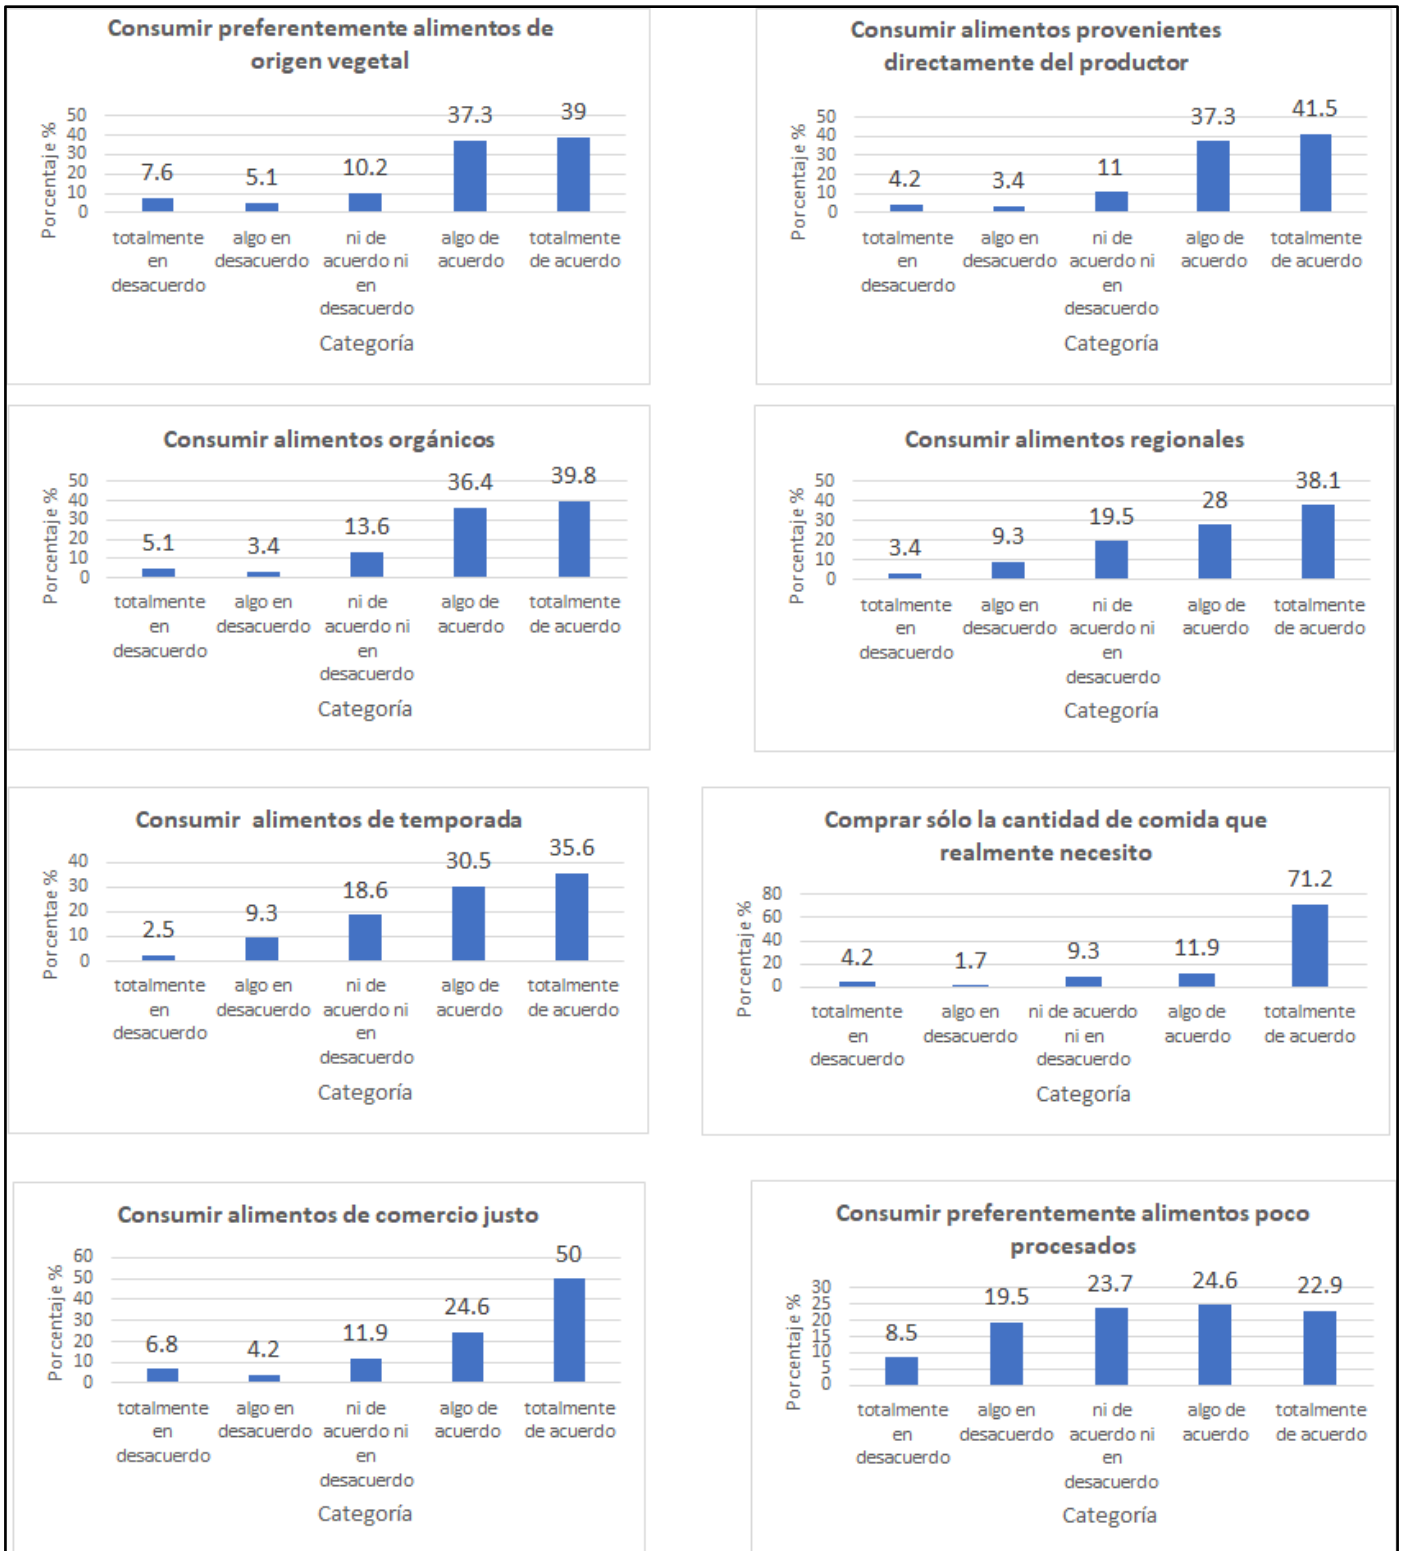 Consumir preferentemente alimentos de
origen vegetal
Porcentaje %
50
40
30
20
10
0
7.6
5.1
10.2
37.3
39
totalmente
en
desacuerdo
algo en
desacuerdo
ni de
acuerdo ni
en
desacuerdo
algo de
acuerdo
totalmente
de acuerdo
Categoría
Consumir alimentos provenientes
directamente del productor
Porcentaje %
50
40
30
20
10
0
4.2
3.4
11
37.3
41.5
totalmente
en
desacuerdo
algo en
desacuerdo
ni de
acuerdo ni
en
desacuerdo
algo de
acuerdo
totalmente
de acuerdo
Categoría
Consumir alimentos orgánicos
Porcentaje %
50
40
30
20
10
0
5.1
3.4
13.6
36.4
39.8
totalmente
en
desacuerdo
algo en
desacuerdo
ni de
acuerdo ni
en
desacuerdo
algo de
acuerdo
totalmente
de acuerdo
Categoría
Consumir alimentos regionales
Porcentaje %
50
40
30
20
10
0
3.4
9.3
19.5
28
38.1
totalmente
en
desacuerdo
algo en
desacuerdo
ni de
acuerdo ni
en
desacuerdo
algo de
acuerdo
totalmente
de acuerdo
Categoría
Consumir  alimentos de temporada
Porcentae %
40
30
20
10
0
2.5
9.3
18.6
30.5
35.6
totalmente
en
desacuerdo
algo en
desacuerdo
ni de
acuerdo ni
en
desacuerdo
algo de
acuerdo
totalmente
de acuerdo
Categoría
Comprar sólo la cantidad de comida que
realmente necesito
Porcentaje %
80
60
40
20
0
4.2
1.7
9.3
11.9
71.2
totalmente
en
desacuerdo
algo en
desacuerdo
ni de acuerdo
ni en
desacuerdo
algo de
acuerdo
totalmente
de acuerdo
Categoría
Consumir alimentos de comercio justo
Porcentaje %
60
50
40
30
20
10
0
6.8
4.2
11.9
24.6
50
totalmente
en
desacuerdo
algo en
desacuerdo
ni de
acuerdo ni
en
desacuerdo
algo de
acuerdo
totalmente
de acuerdo
Categoría
Consumir preferentemente alimentos poco
procesados
Porcentaje %
30
25
20
15
10
5
0
8.5
19.5
23.7
24.6
22.9
totalmente
en
desacuerdo
algo en
desacuerdo
ni de
acuerdo ni
en
desacuerdo
algo de
acuerdo
totalmente
de acuerdo
Categoría